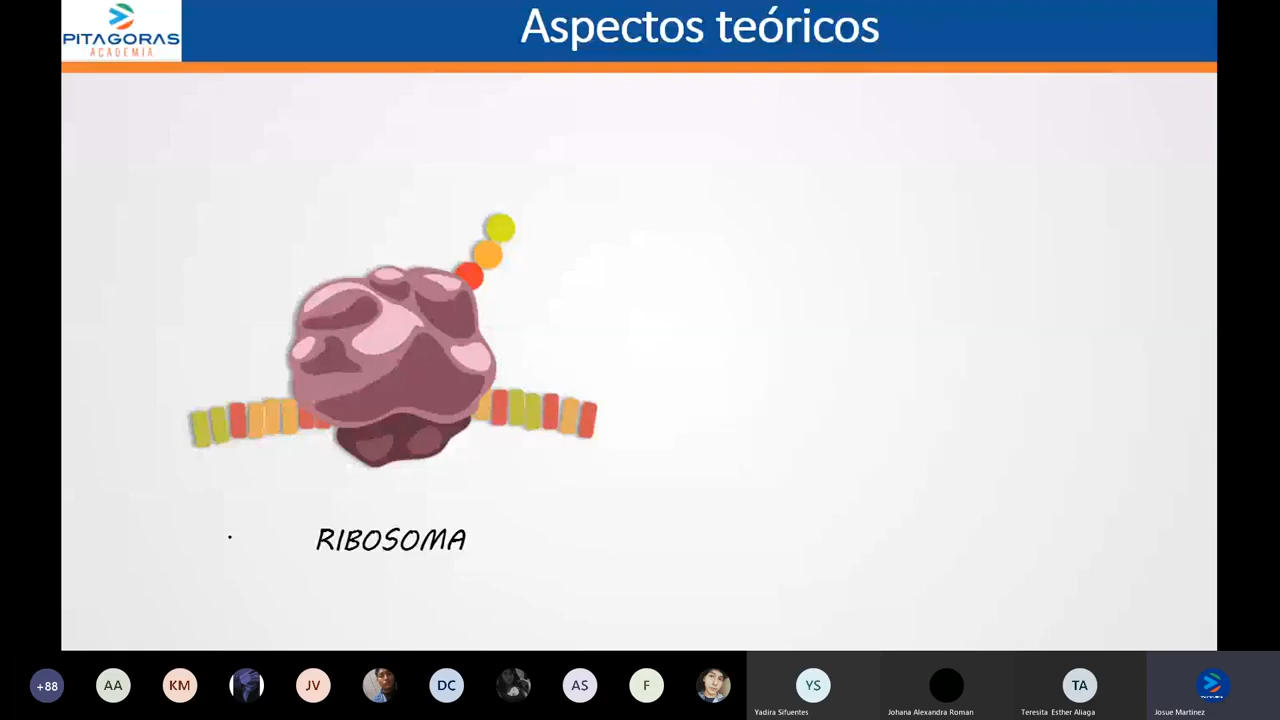 PITAGORAS
ACADEMIA
Aspectos teóricos
RIBOSOMA
+88
AA
KM
JV
DC
AS
F
YS
TA
Yadira Sifuentes
Johana Alexandra Roman
Teresita Esther Aliaga
Josue Martinez